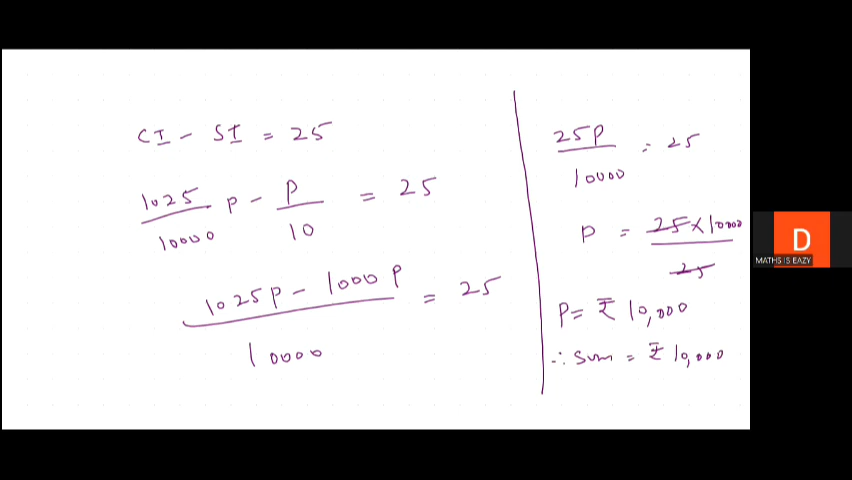 CI - SI = 25
1025/10000 P - P/10 = 25
1025P - 1000P/10000 = 25
25P/10000 = 25
P = 25 × 10000/25
P = ₹ 10,000
∴ Sum = ₹ 10,000
D
MATHS IS EAZY